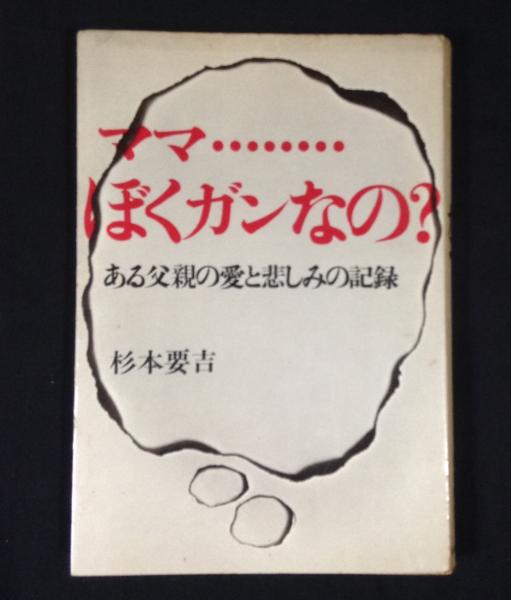 ママ………
ぼくガンなの?
ある父親の愛と悲しみの記録
杉本要吉